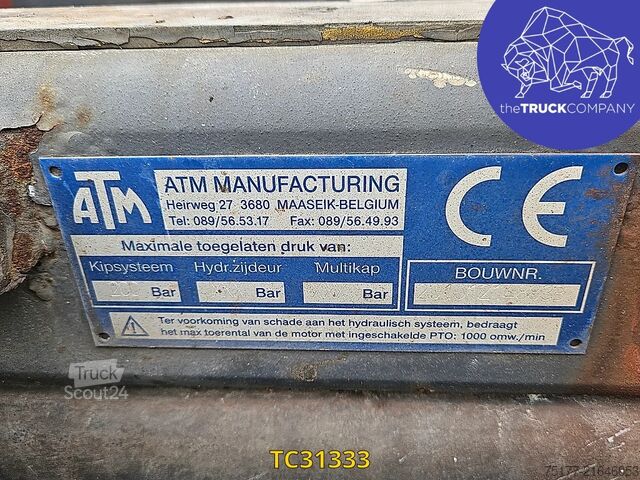 theTRUCKCOMPANY
ATM
ATM MANUFACTURING
Heirweg 27 3680 MAASEIK-BELGIUM
Tel: 089/56.53.17 Fax: 089/56.49.93
CE
Maximale toegelaten druk van:
Kipsysteem Hydr.zijdeur Multikap
Bar Bar Bar
BOUWNR.
Ter voorkoming van schade aan het hydraulisch systeem, bedraagt
het max toerental van de motor met ingeschakelde PTO: 1000 omw./min
Truck
Scout24
TC31333